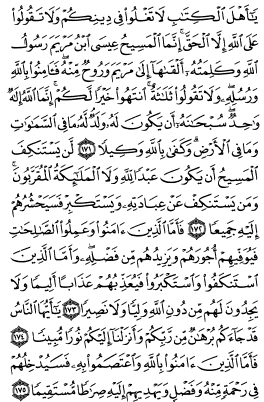 يَٰٓأَهْلَ ٱلْكِتَٰبِ لَا تَغْلُوا۟ فِى دِينِكُمْ وَلَا تَقُولُوا۟
عَلَى ٱللَّهِ إِلَّا ٱلْحَقَّ ۚ إِنَّمَا ٱلْمَسِيحُ عِيسَى ٱبْنُ مَرْيَمَ رَسُولُ
ٱللَّهِ وَكَلِمَتُهُۥٓ أَلْقَىٰهَآ إِلَىٰ مَرْيَمَ وَرُوحٌ مِّنْهُ ۖ فَـَٔامِنُوا۟ بِٱللَّهِ
وَرُسُلِهِۦ ۖ وَلَا تَقُولُوا۟ ثَلَٰثَةٌ ۚ ٱنتَهُوا۟ خَيْرًا لَّكُمْ ۚ إِنَّمَا ٱللَّهُ إِلَٰهٌ
وَٰحِدٌ ۖ سُبْحَٰنَهُۥٓ أَن يَكُونَ لَهُۥ وَلَدٌ ۘ لَّهُۥ مَا فِى ٱلسَّمَٰوَٰتِ
وَمَا فِى ٱلْأَرْضِ ۗ وَكَفَىٰ بِٱللَّهِ وَكِيلًا ١٧١ لَّن يَسْتَنكِفَ
ٱلْمَسِيحُ أَن يَكُونَ عَبْدًا لِّلَّهِ وَلَا ٱلْمَلَٰٓئِكَةُ ٱلْمُقَرَّبُونَ ۚ
وَمَن يَسْتَنكِفْ عَنْ عِبَادَتِهِۦ وَيَسْتَكْبِرْ فَسَيَحْشُرُهُمْ
إِلَيْهِ جَمِيعًا ١٧٢ فَأَمَّا ٱلَّذِينَ ءَامَنُوا۟ وَعَمِلُوا۟ ٱلصَّٰلِحَٰتِ
فَيُوَفِّيهِمْ أُجُورَهُمْ وَيَزِيدُهُم مِّن فَضْلِهِۦ ۖ وَأَمَّا ٱلَّذِينَ
ٱسْتَنكَفُوا۟ وَٱسْتَكْبَرُوا۟ فَيُعَذِّبُهُمْ عَذَابًا أَلِيمًا وَلَا
يَجِدُونَ لَهُم مِّن دُونِ ٱللَّهِ وَلِيًّا وَلَا نَصِيرًا ١٧٣ يَٰٓأَيُّهَا ٱلنَّاسُ
قَدْ جَآءَكُم بُرْهَٰنٌ مِّن رَّبِّكُمْ وَأَنزَلْنَآ إِلَيْكُمْ نُورًا مُّبِينًا ١٧٤
فَأَمَّا ٱلَّذِينَ ءَامَنُوا۟ بِٱللَّهِ وَٱعْتَصَمُوا۟ بِهِۦ فَسَيُدْخِلُهُمْ
فِى رَحْمَةٍ مِّنْهُ وَفَضْلٍ وَيَهْدِيهِمْ إِلَيْهِ صِرَٰطًا مُّسْتَقِيمًا ١٧٥